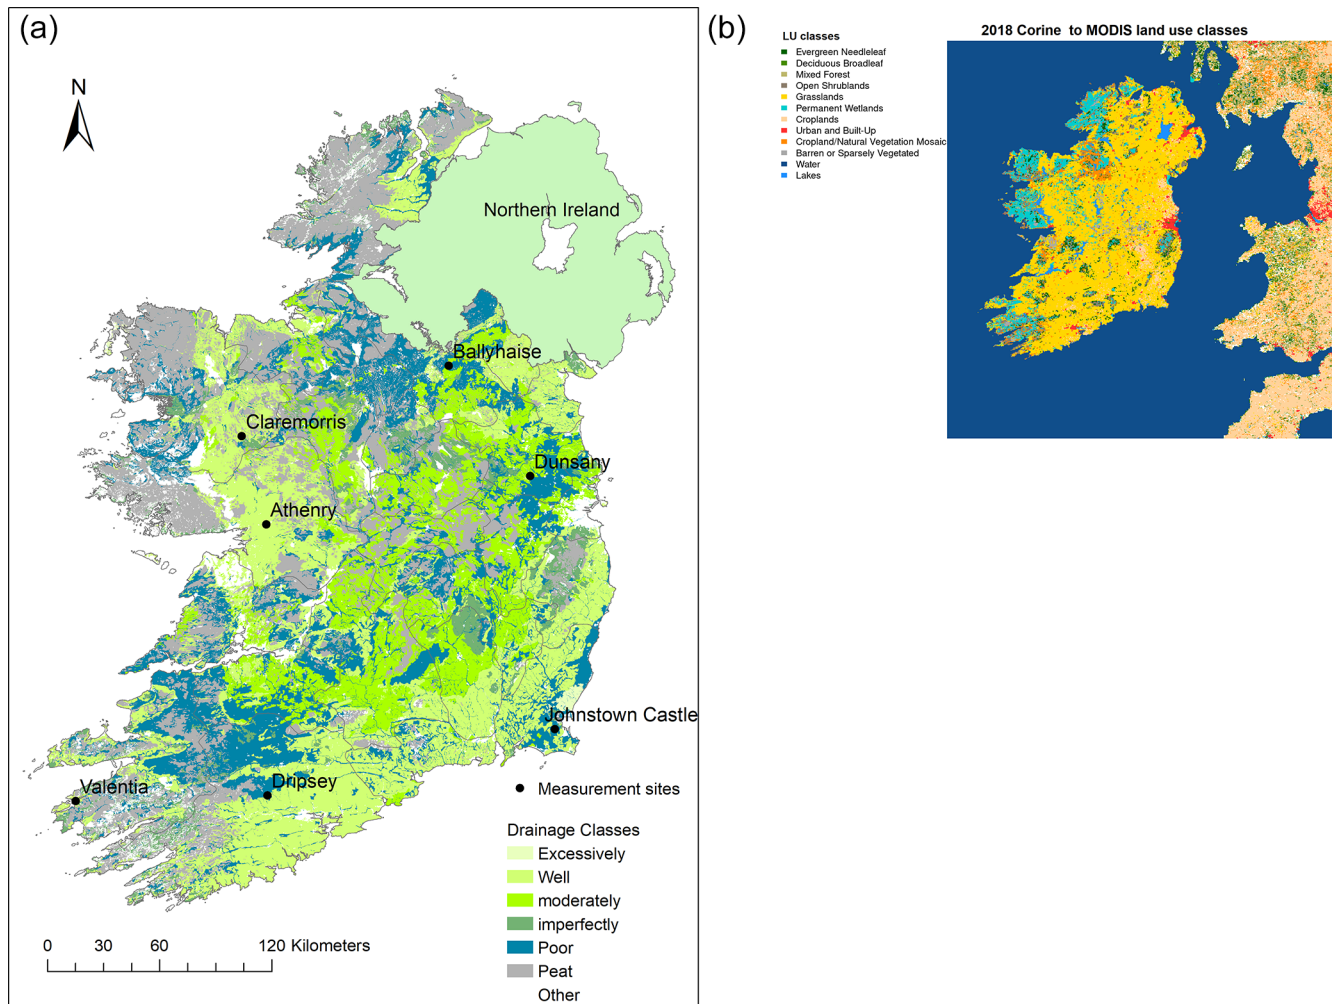 (a)
N
Northern Ireland
Ballyhaise
Claremorris
Dunsany
Athenry
Johnstown Castle
Valentia
Dripsey
Measurement sites
Drainage Classes
Excessively
Well
moderately
imperfectly
Poor
Peat
Other
0 30 60 120 Kilometers
(b)
2018 Corine to MODIS land use classes
LU classes
Evergreen Needleleaf
Deciduous Broadleaf
Mixed Forest
Open Shrublands
Grasslands
Permanent Wetlands
Croplands
Urban and Built-Up
Cropland/Natural Vegetation Mosaic
Barren or Sparsely Vegetated
Water
Lakes